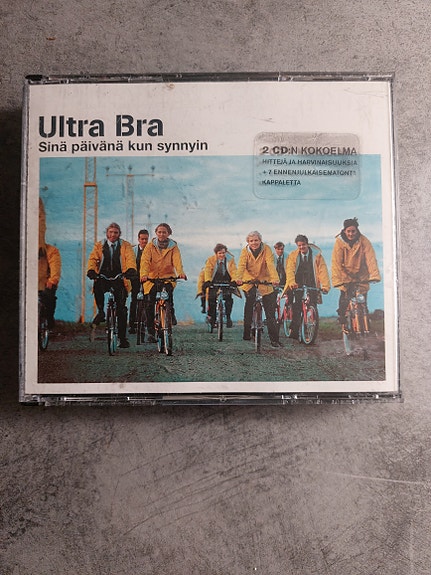 Ultra Bra
Sinä päivänä kun synnyin
2 CD:N KOKOELMA
HITTEJÄ JA HARVINAISUUKSIA
+ 7 ENNENJULKAISEMATONTA
KAPPALETTA